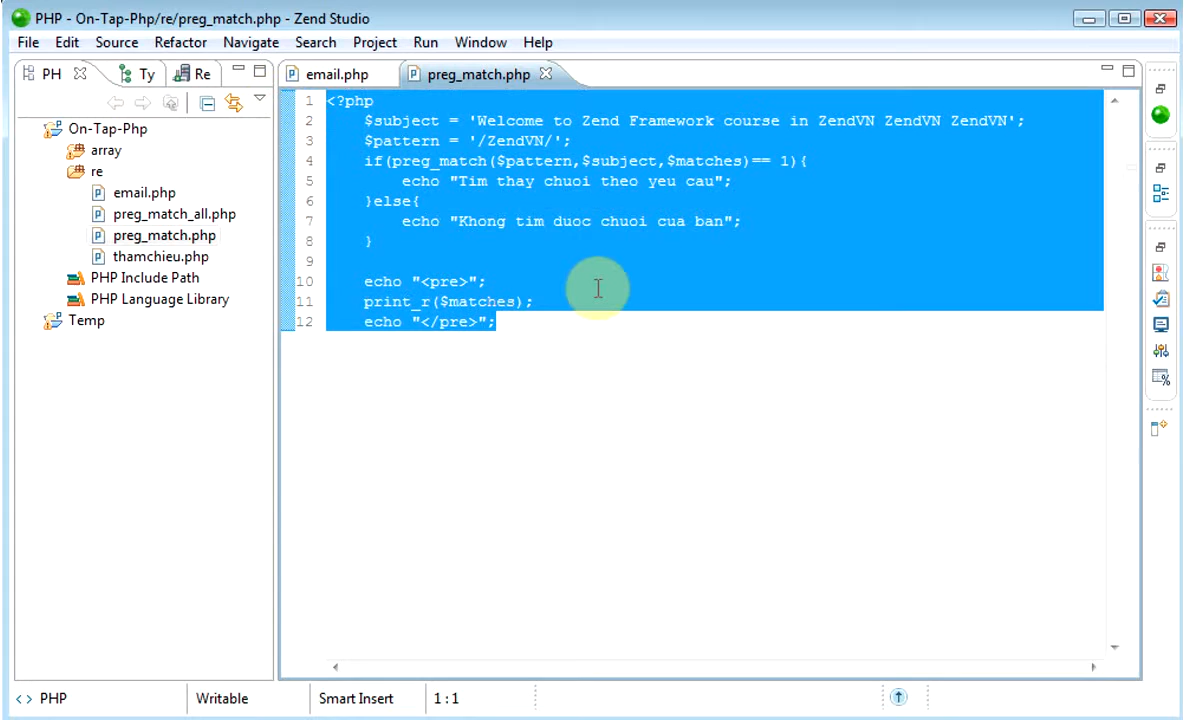 PHP - On-Tap-Php/re/preg_match.php - Zend Studio
File Edit Source Refactor Navigate Search Project Run Window Help
PH Ty Re
email.php preg_match.php
On-Tap-Php
array
re
email.php
preg_match_all.php
preg_match.php
thamchieu.php
PHP Include Path
PHP Language Library
Temp
1 <?php
2 $subject = 'Welcome to Zend Framework course in ZendVN ZendVN ZendVN';
3 $pattern = '/ZendVN/';
4 if(preg_match($pattern,$subject,$matches)== 1){
5 echo "Tim thay chuoi theo yeu cau";
6 }else{
7 echo "Khong tim duoc chuoi cua ban";
8 }
9
10 echo "<pre>";
11 print_r($matches);
12 echo "</pre>";
PHP Writable Smart Insert 1:1